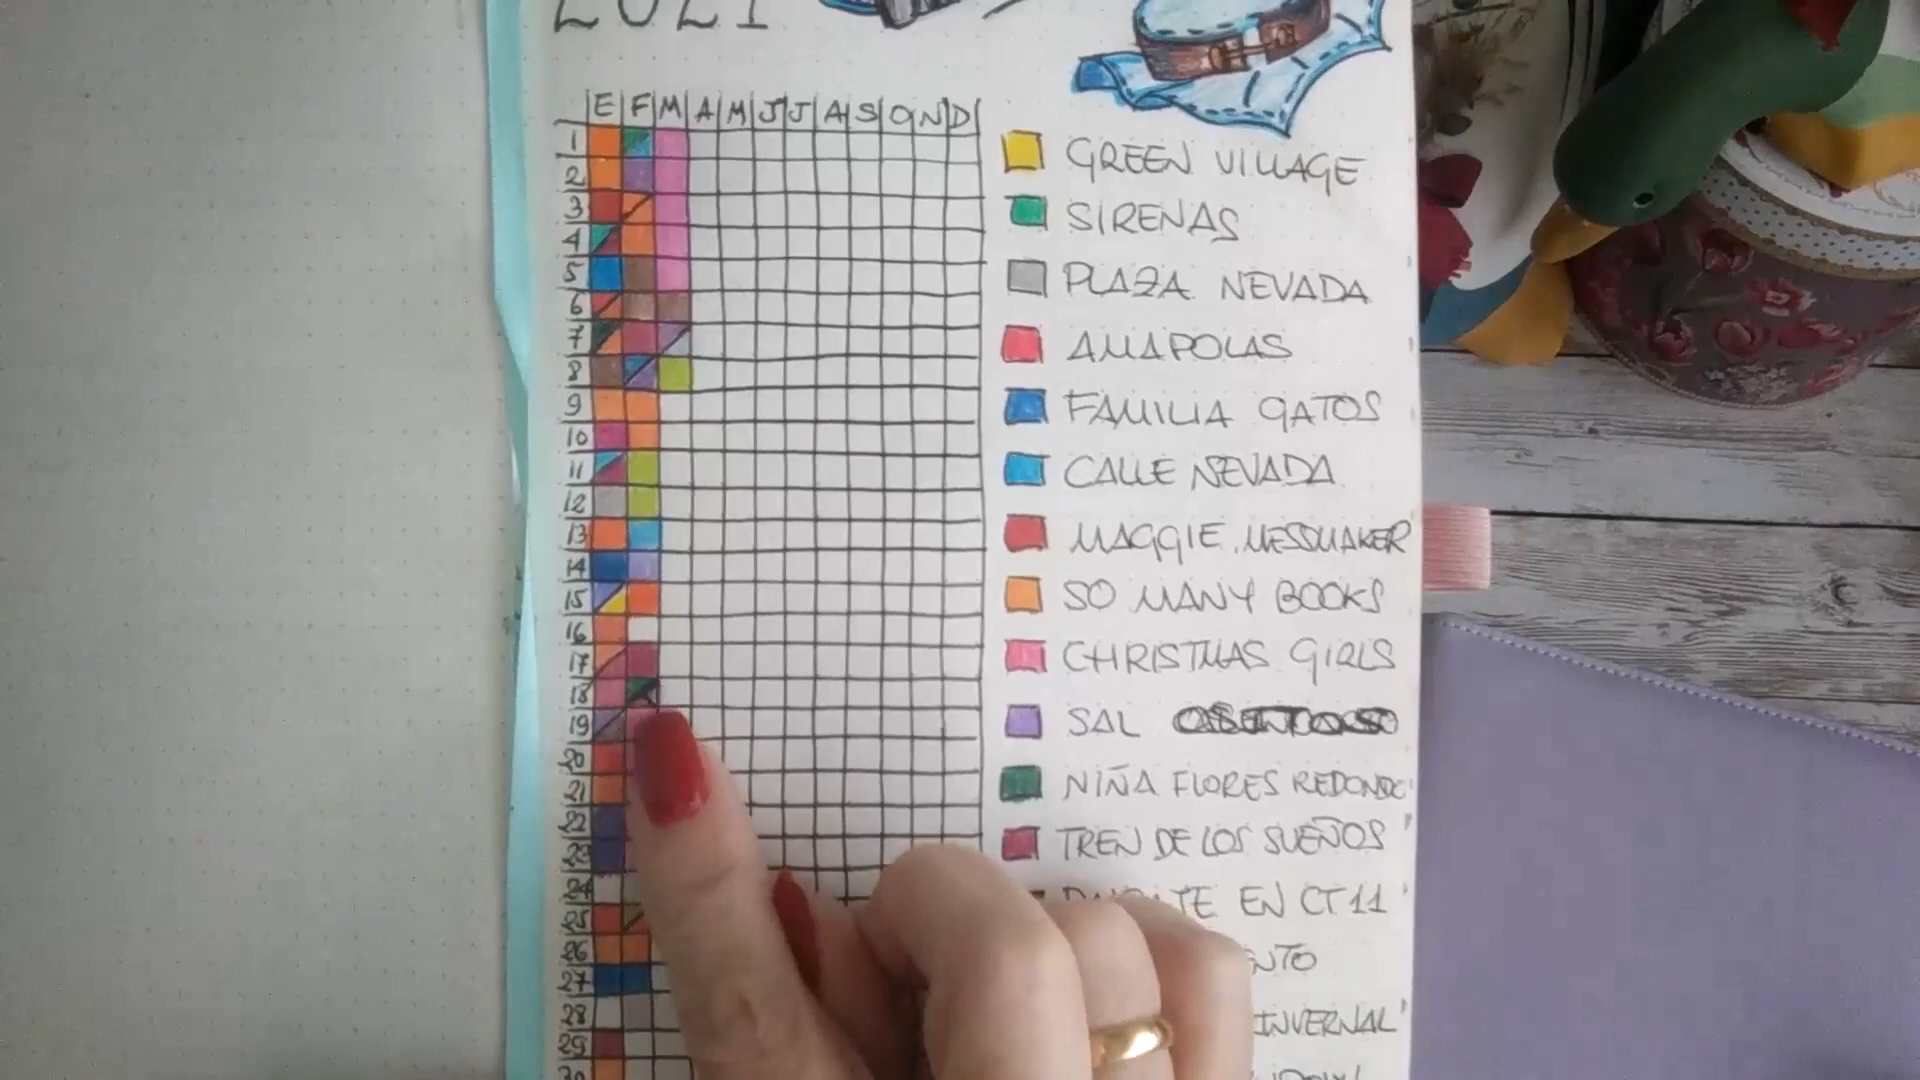 2021
E F M A M J J A S O N D
1
2
3
4
5
6
7
8
9
10
11
12
13
14
15
16
17
18
19
20
21
22
23
24
25
26
27
28
29
30
GREEN VILLAGE
SIRENAS
PLAZA NEVADA
AMAPOLAS
FAMILIA GATOS
CALLE NEVADA
MAGGIE MESSMAKER
SO MANY BOOKS
CHRISTMAS GIRLS
SAL
NIÑA FLORES REDONDO
TREN DE LOS SUEÑOS
EN CT 11
INVERNAL